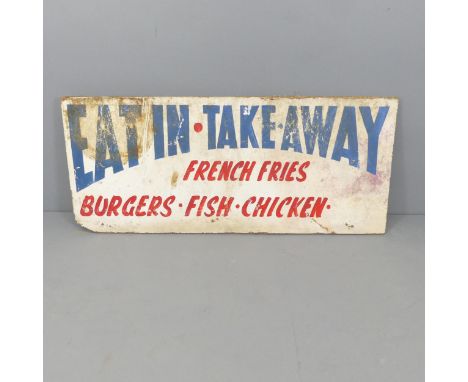 EAT IN • TAKE•AWAY
FRENCH FRIES
BURGERS • FISH • CHICKEN •